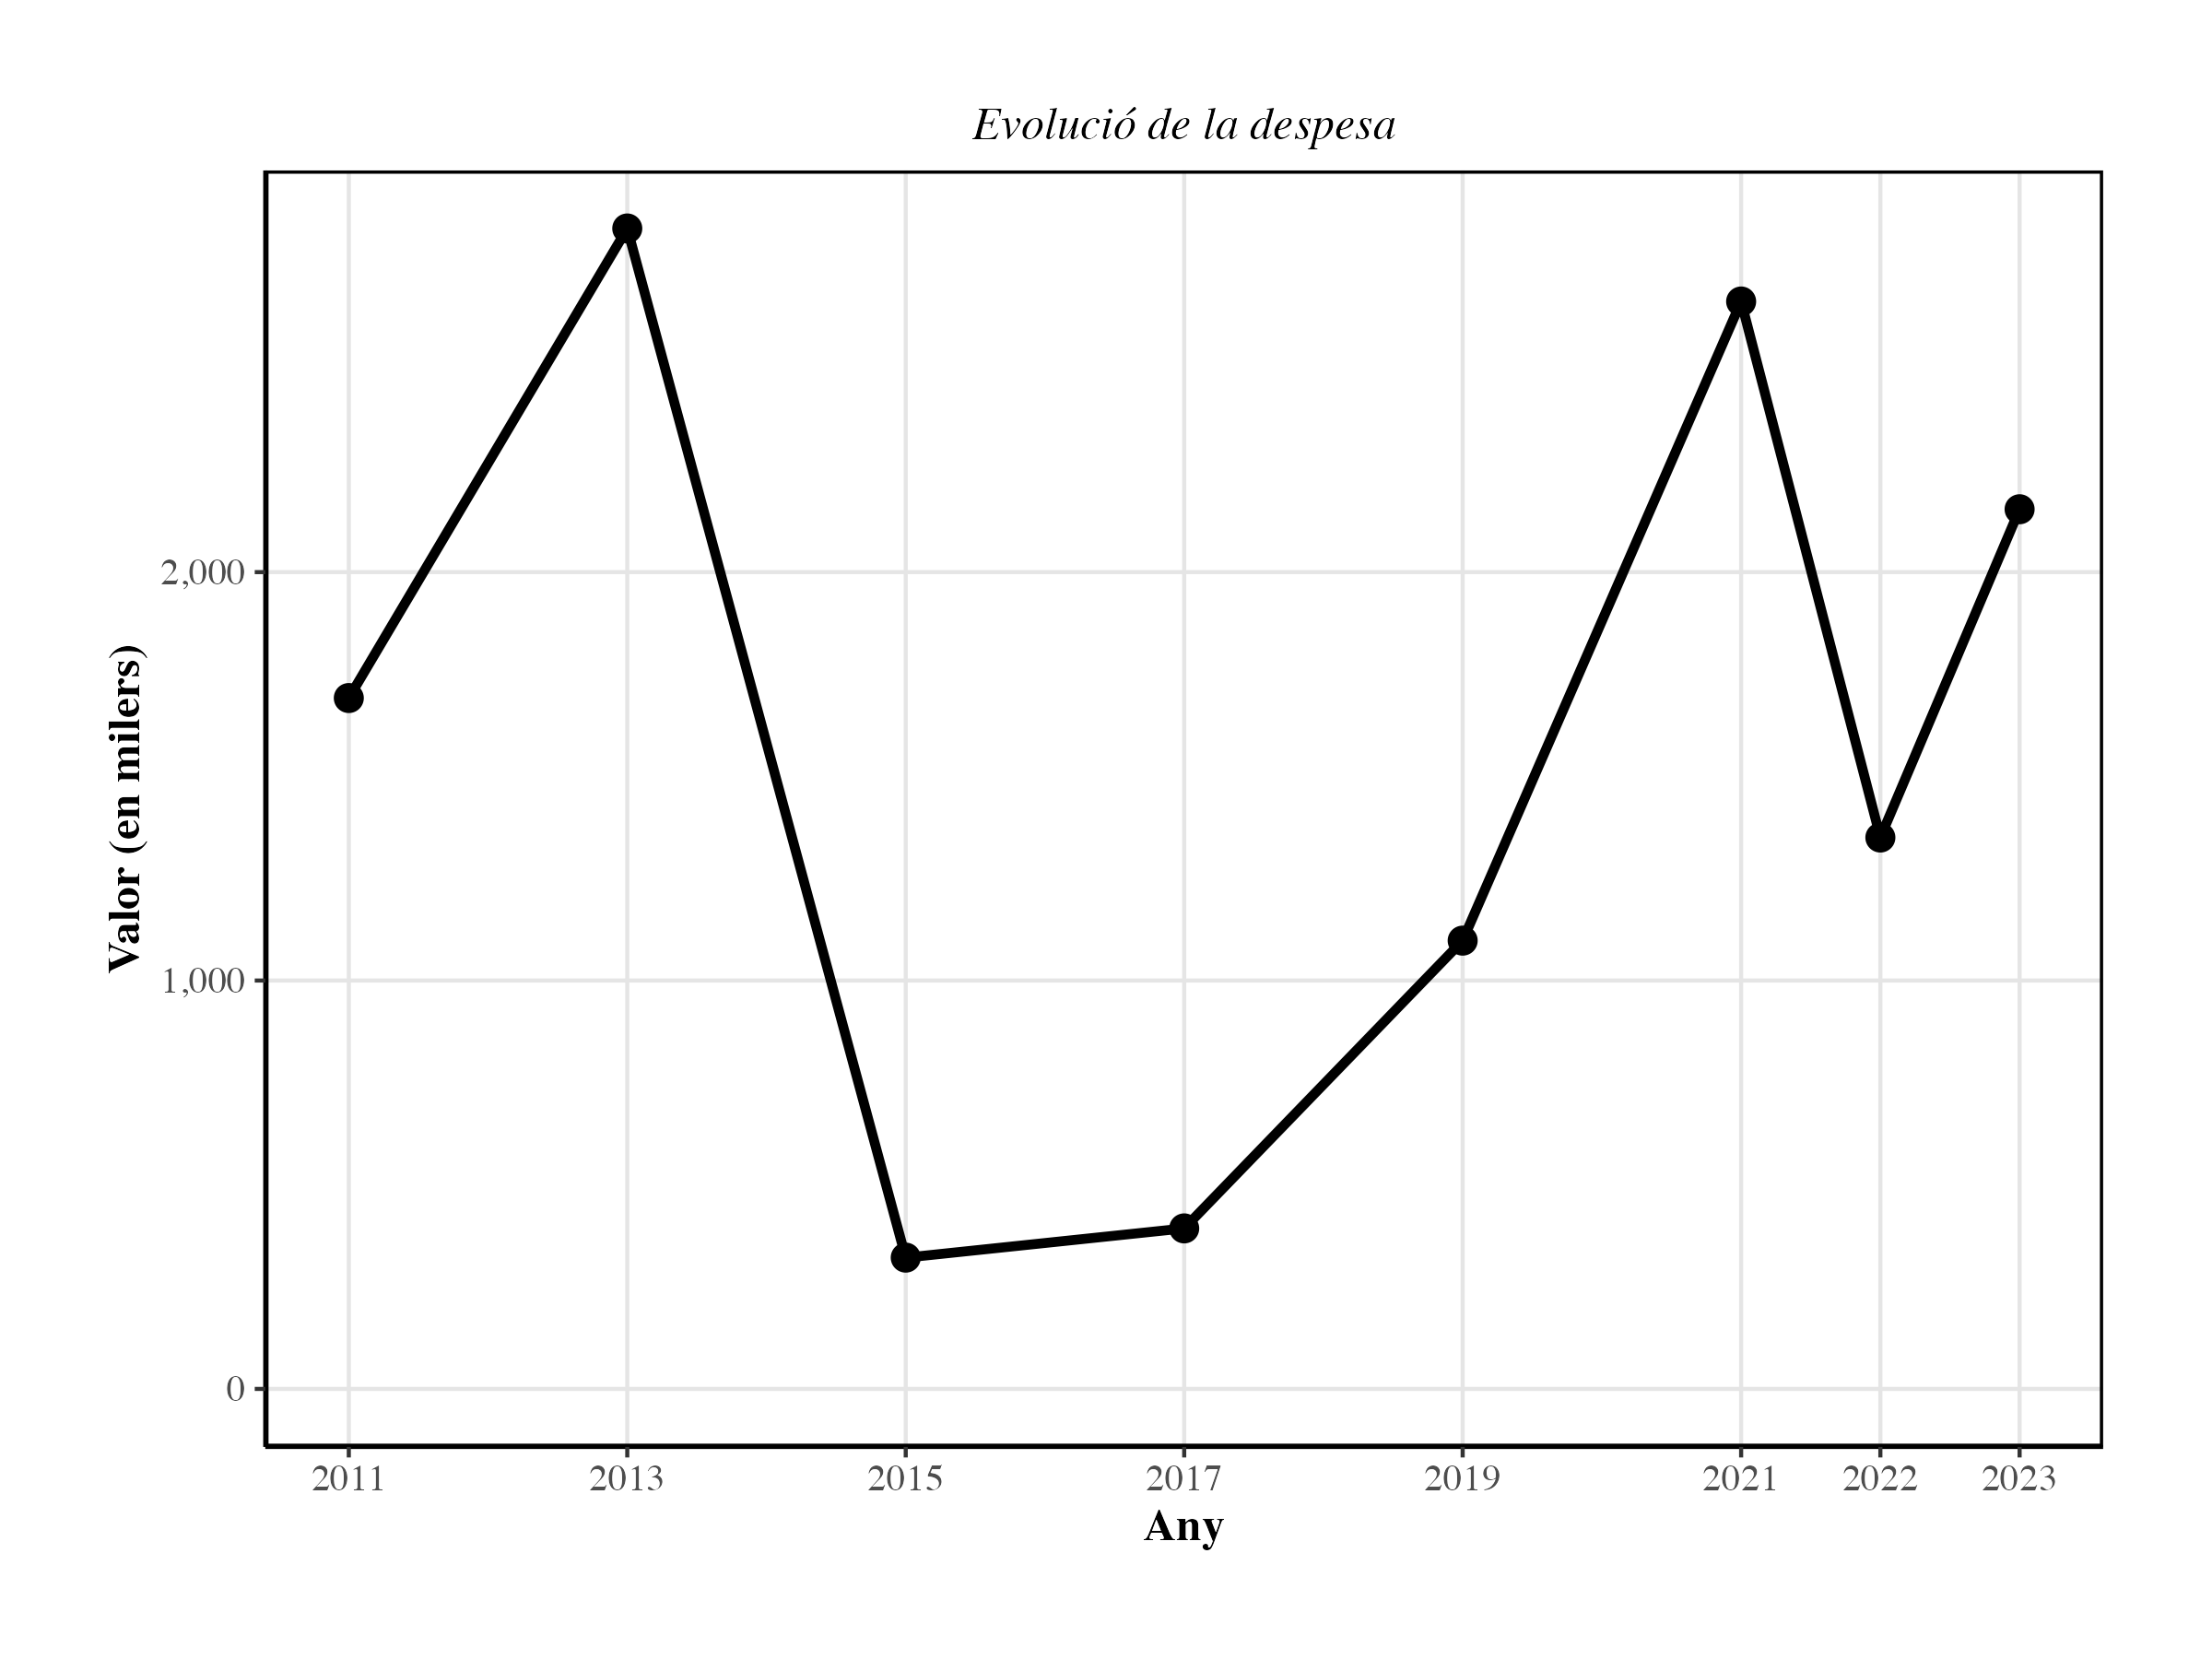 Evolució de la despesa
Valor (en milers)
2,000
1,000
0
2011 2013 2015 2017 2019 2021 2022 2023
Any